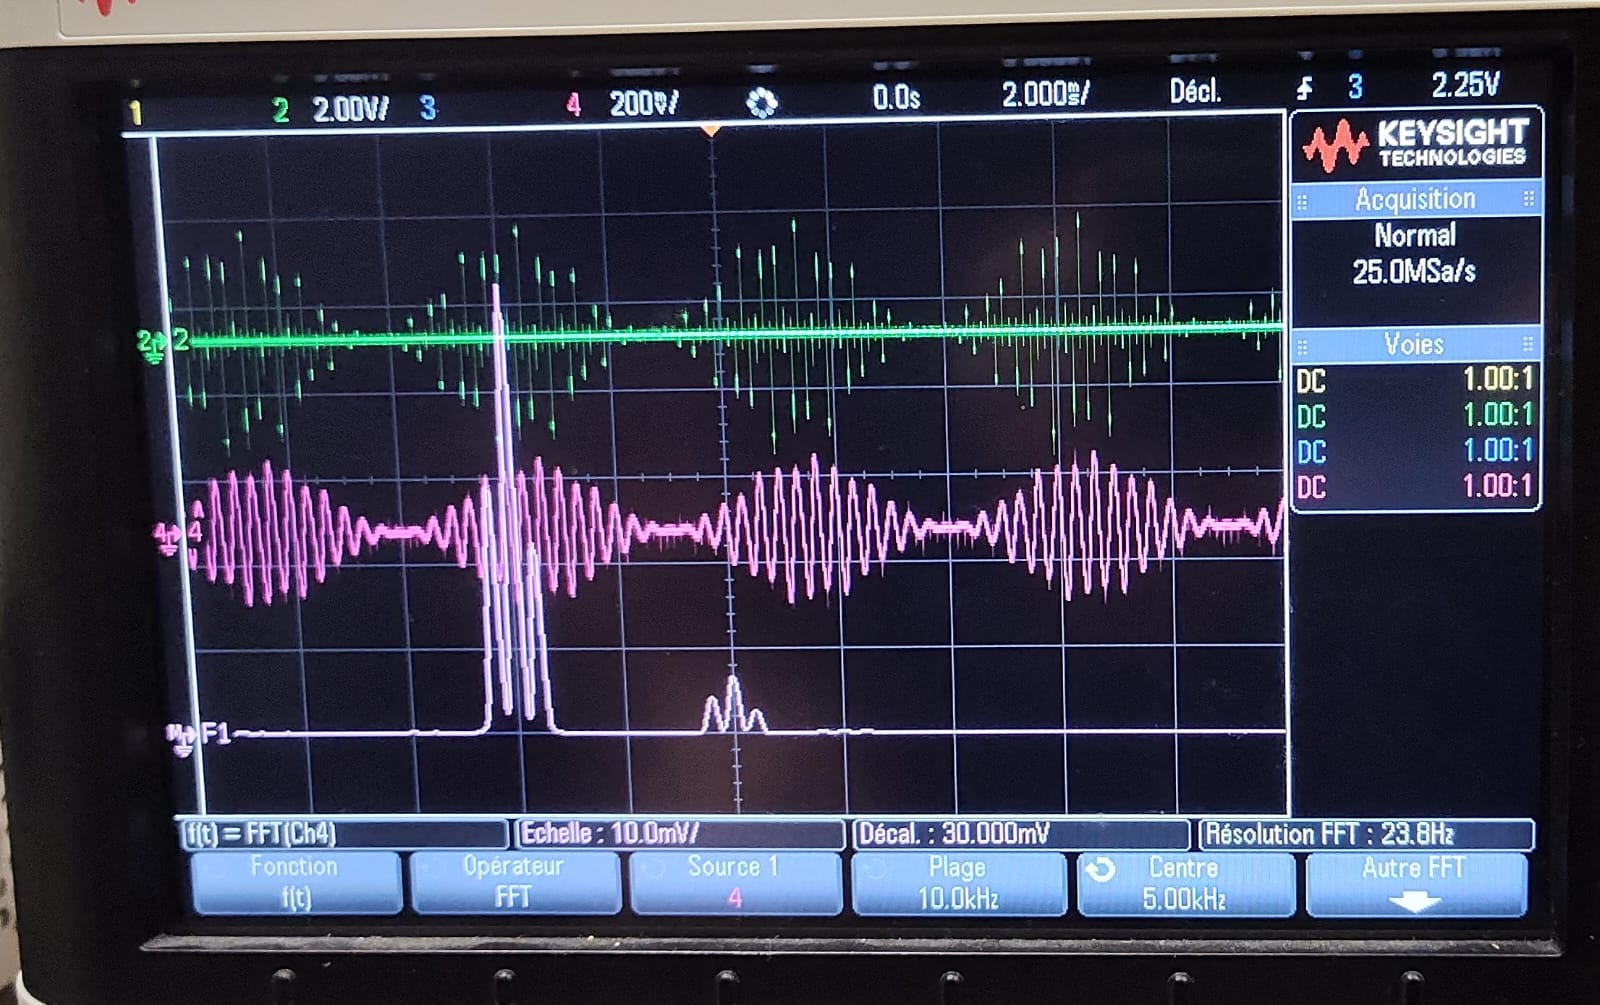 1 2 2.00V/ 3 4 200mV/ 0.0s 2.000ms/ Décl. 3 2.25V
KEYSIGHT
TECHNOLOGIES
Acquisition
Normal
25.0MSa/s
Voies
DC 1.00:1
DC 1.00:1
DC 1.00:1
DC 1.00:1
2 2
4 4
M F1
f(t) = FFT(Ch4) Echelle : 10.0mV/ Décal. : 30.000mV Résolution FFT : 23.8Hz
Fonction Opérateur Source 1 Plage Centre Autre FFT
f(t) FFT 4 10.0kHz 5.00kHz